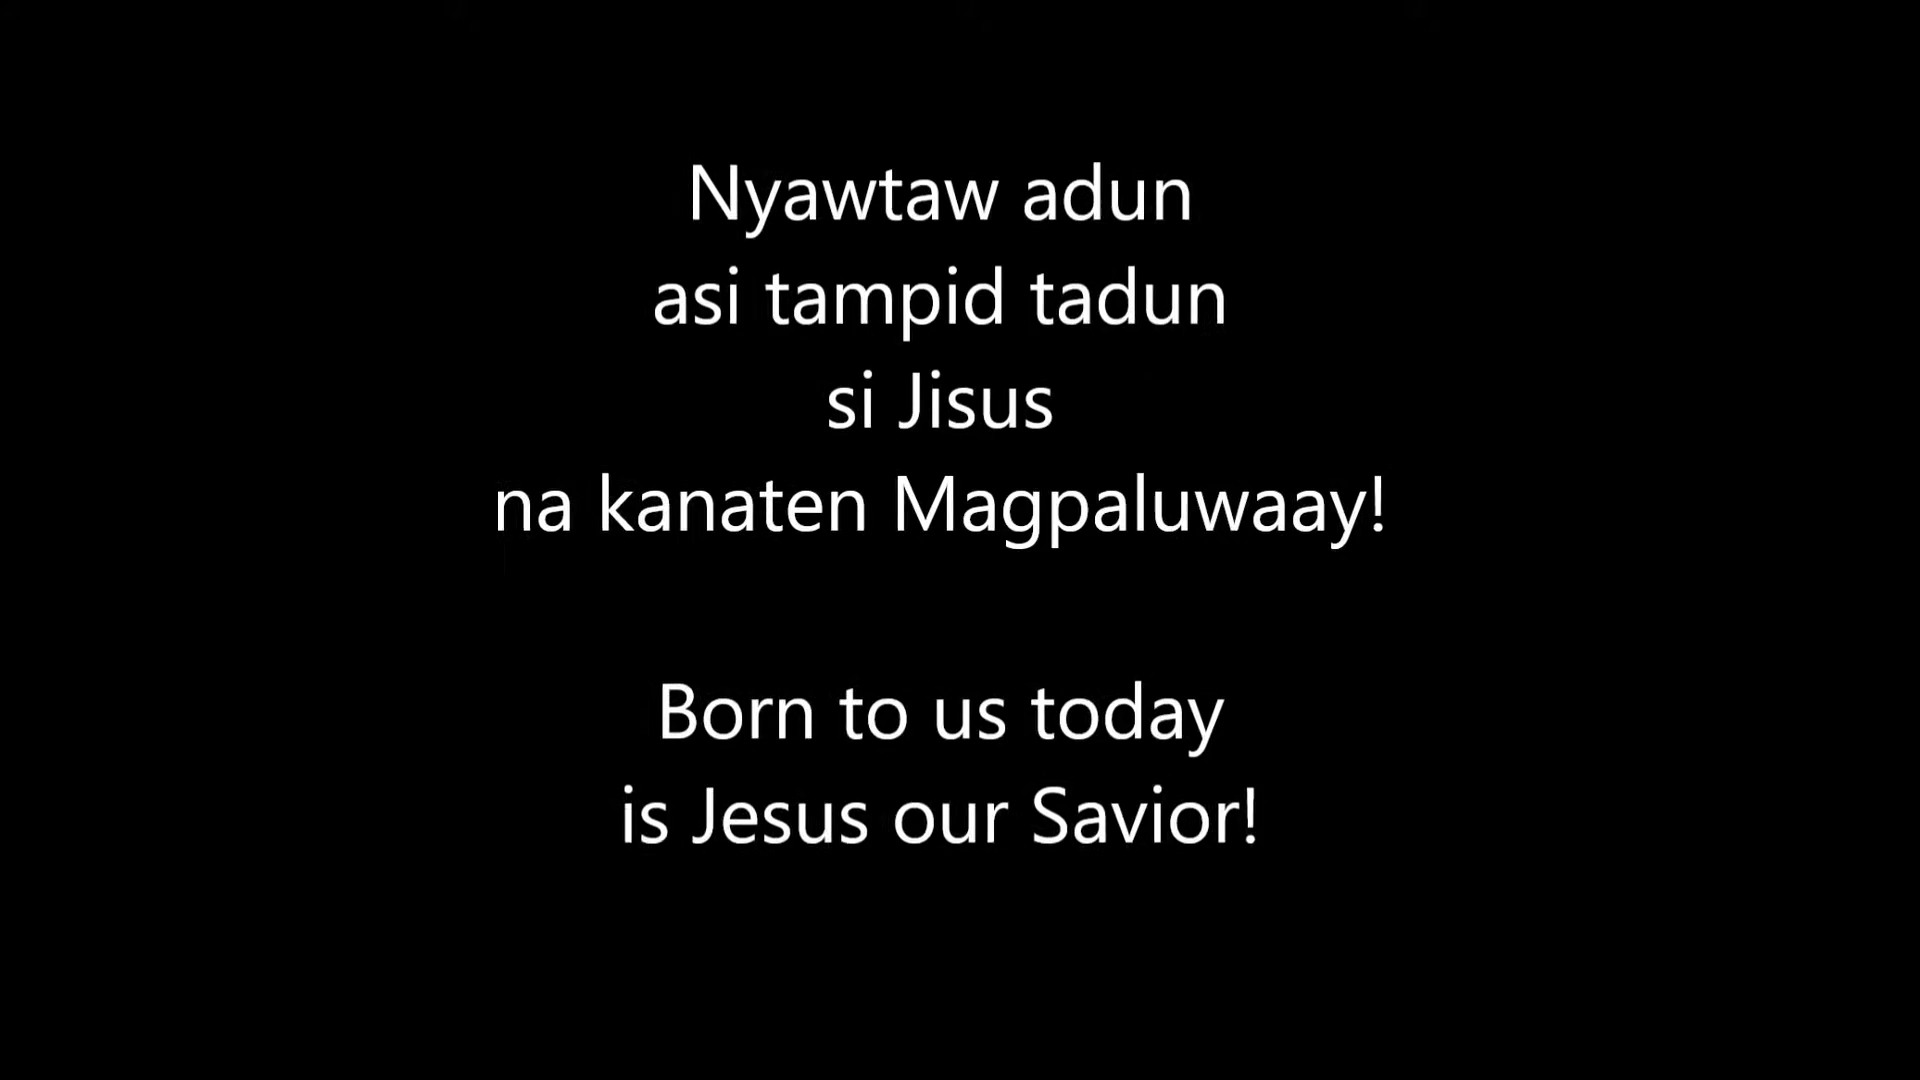 Nyawtaw adun
asi tampid tadun
si Jisus
na kanaten Magpaluwaay!
Born to us today
is Jesus our Savior!